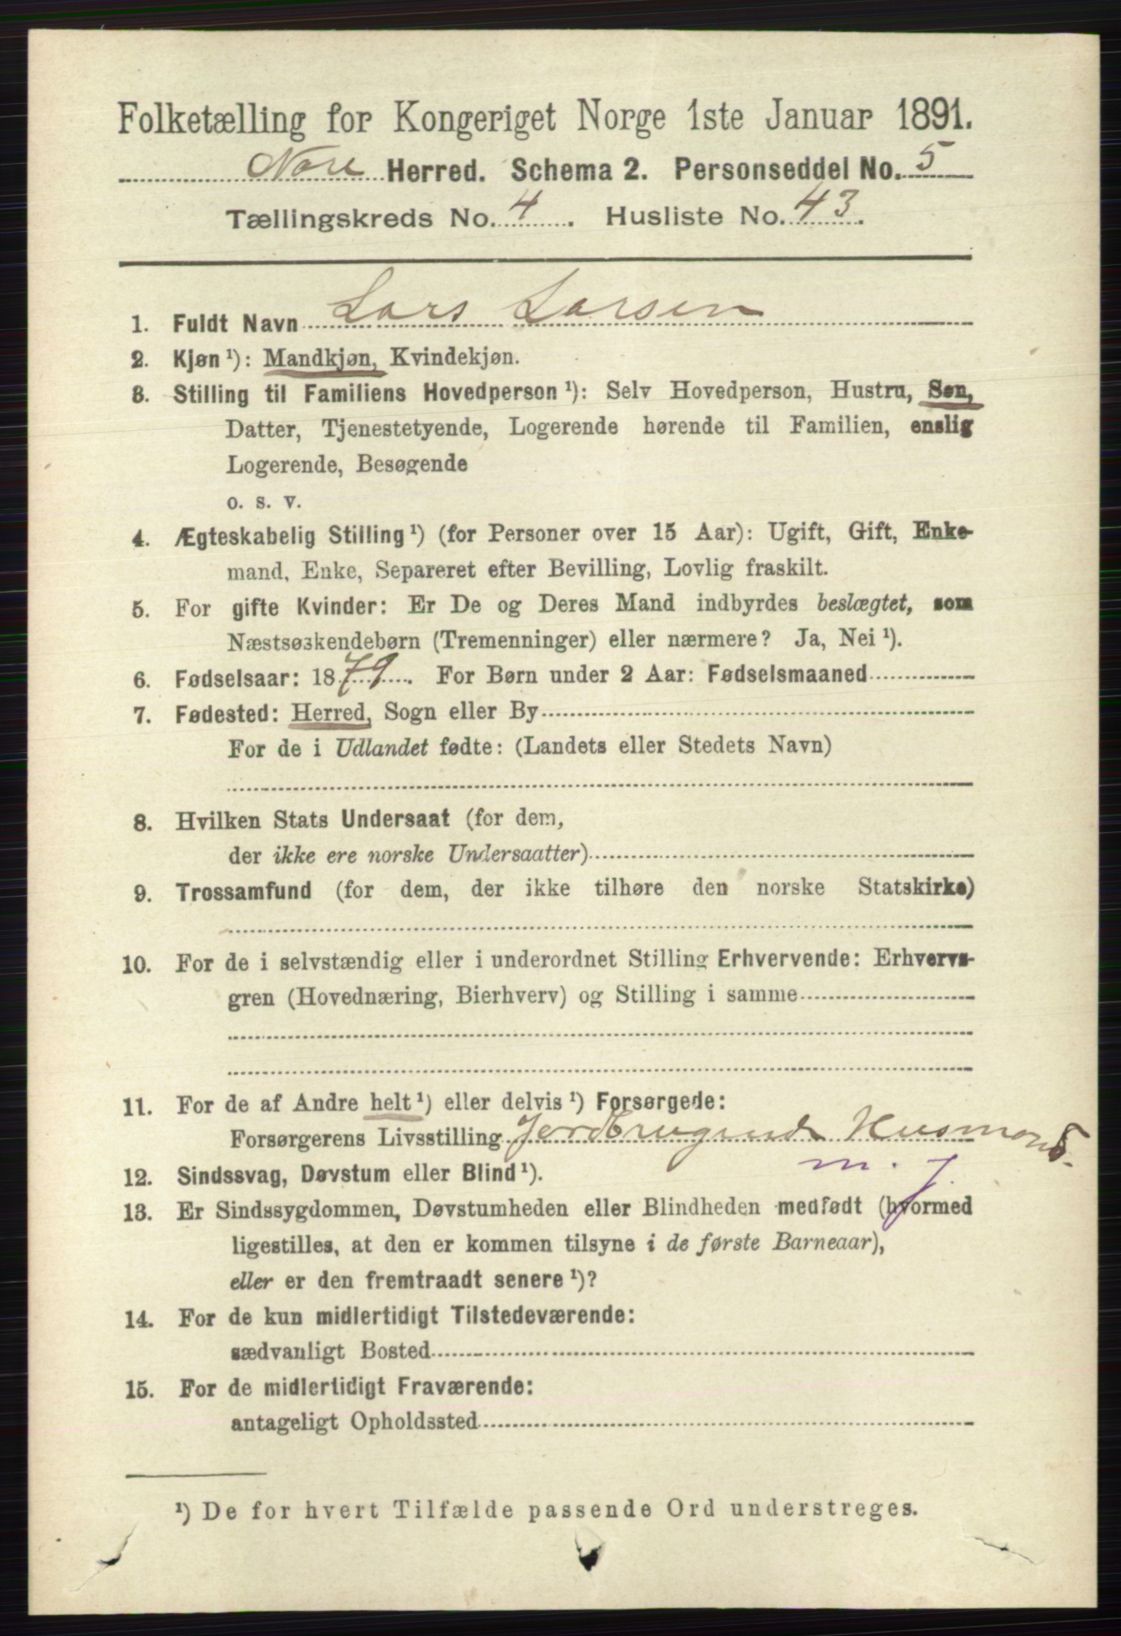 Folketælling for Kongeriget Norge 1ste Januar 1891.
Nore Herred. Schema 2. Personseddel No. 5
Tællingskreds No. 4. Husliste No. 43.
1. Fuldt Navn Lars Larsen
2. Kjøn ¹): Mandkjøn, Kvindekjøn.
3. Stilling til Familiens Hovedperson ¹): Selv Hovedperson, Hustru, Søn,
Datter, Tjenestetyende, Logerende hørende til Familien, enslig
Logerende, Besøgende
o. s. v.
4. Ægteskabelig Stilling ¹) (for Personer over 15 Aar): Ugift, Gift, Enke-
mand, Enke, Separeret efter Bevilling, Lovlig fraskilt.
5. For gifte Kvinder: Er De og Deres Mand indbyrdes beslægtet, som
Næstsøskendebørn (Tremenninger) eller nærmere? Ja, Nei ¹).
6. Fødselsaar: 1879. For Børn under 2 Aar: Fødselsmaaned
7. Fødested: Herred, Sogn eller By
For de i Udlandet fødte: (Landets eller Stedets Navn)
8. Hvilken Stats Undersaat (for dem,
der ikke ere norske Undersaatter)
9. Trossamfund (for dem, der ikke tilhøre den norske Statskirke)
10. For de i selvstændig eller i underordnet Stilling Erhvervende: Erhvervs-
gren (Hovednæring, Bierhverv) og Stilling i samme
11. For de af Andre helt ¹) eller delvis ¹) Forsørgede:
Forsørgerens Livsstilling Jordbrugende Husmand
m. j.
12. Sindssvag, Døvstum eller Blind ¹).
13. Er Sindssygdommen, Døvstumheden eller Blindheden medfødt (hvormed
ligestilles, at den er kommen tilsyne i de første Barneaar),
eller er den fremtraadt senere ¹)?
14. For de kun midlertidigt Tilstedeværende:
sædvanligt Bosted
15. For de midlertidigt Fraværende:
antageligt Opholdssted
¹) De for hvert Tilfælde passende Ord understreges.